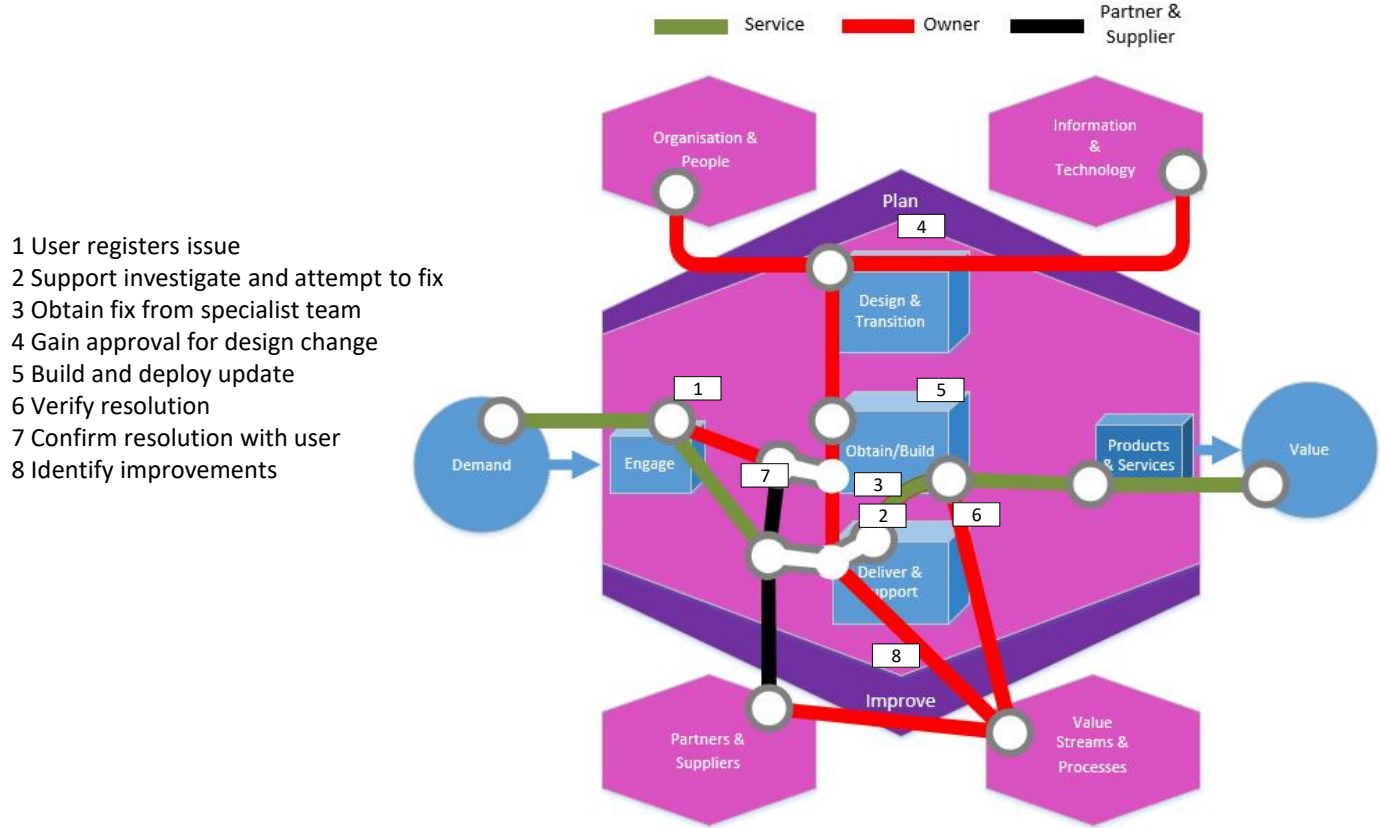 Service
Owner
Partner &
Supplier
Organisation &
People
Information
&
Technology
Plan
4
1 User registers issue
2 Support investigate and attempt to fix
3 Obtain fix from specialist team
4 Gain approval for design change
5 Build and deploy update
6 Verify resolution
7 Confirm resolution with user
8 Identify improvements
Design &
Transition
1
5
Demand
Engage
7
Obtain/Build
3
2
6
Products
& Services
Value
Deliver &
Support
8
Improve
Partners &
Suppliers
Value
Streams &
Processes